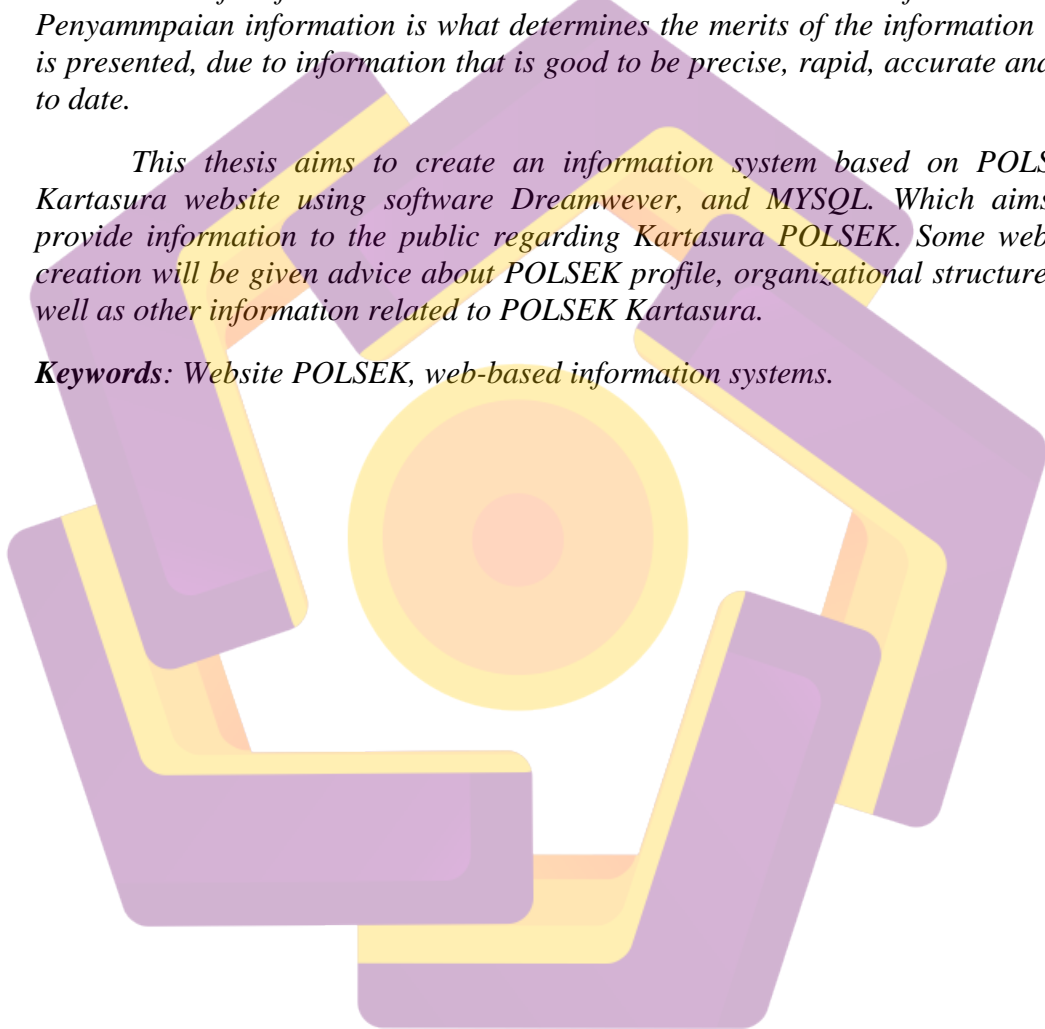 Penyammpaian information is what determines the merits of the information
is presented, due to information that is good to be precise, rapid, accurate and
to date.
This thesis aims to create an information system based on POLS
Kartasura website using software Dreamwever, and MYSQL. Which aims
provide information to the public regarding Kartasura POLSEK. Some web
creation will be given advice about POLSEK profile, organizational structure
well as other information related to POLSEK Kartasura.
Keywords: Website POLSEK, web-based information systems.